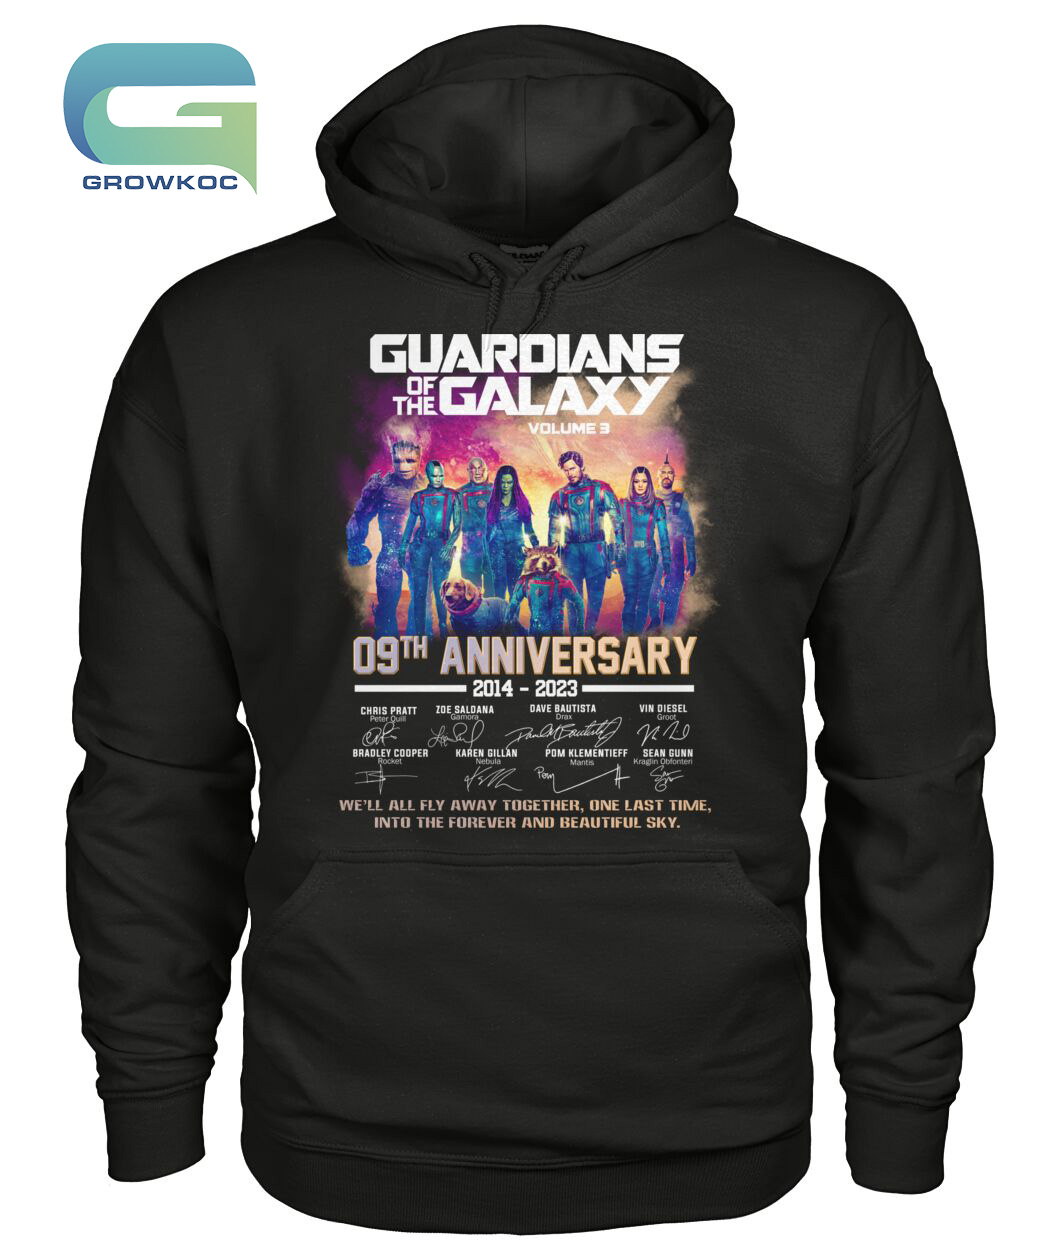 GROWKOC
GUARDIANS
OF THE GALAXY
VOLUME 3
09TH ANNIVERSARY
2014 - 2023
CHRIS PRATT ZOE SALDANA DAVE BAUTISTA VIN DIESEL
Peter Quill Gamora Drax Groot
BRADLEY COOPER KAREN GILLAN POM KLEMENTIEFF SEAN GUNN
Rocket Nebula Mantis Kraglin Obfonteri
Pom
WE'LL ALL FLY AWAY TOGETHER, ONE LAST TIME,
INTO THE FOREVER AND BEAUTIFUL SKY.